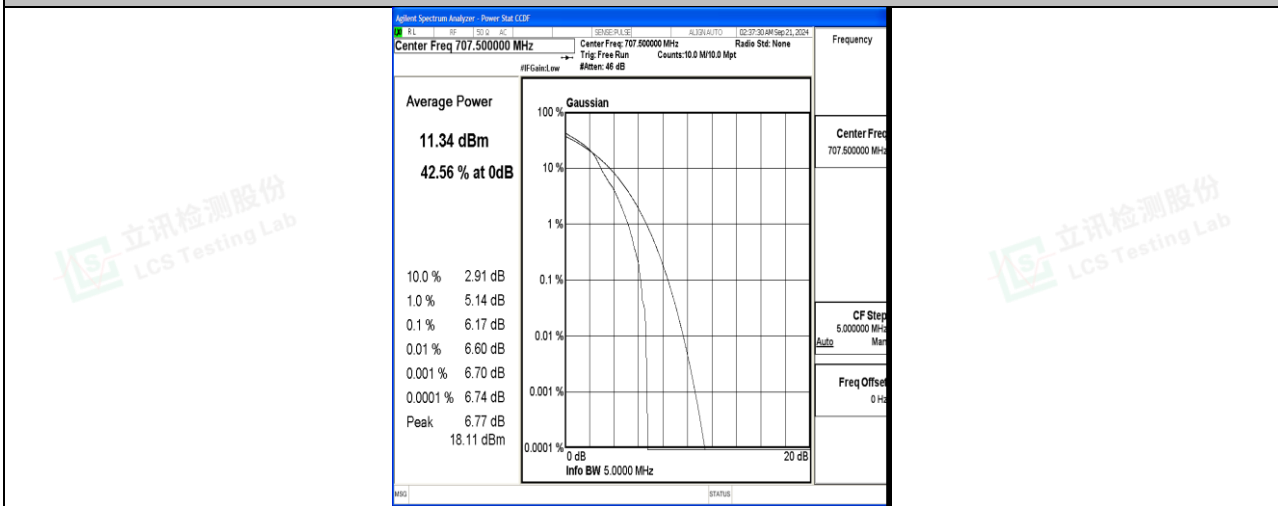 Agilent Spectrum Analyzer - Power Stat CCDF
RL RF 50 Ω AC SENSE:PULSE ALIGN AUTO 02:37:30 AM Sep 21, 2024
Center Freq 707.500000 MHz
Center Freq: 707.500000 MHz Radio Std: None
Trig: Free Run Counts:10.0 M/10.0 Mpt
#IFGain:Low #Atten: 46 dB
Frequency
Average Power
11.34 dBm
42.56 % at 0dB
10.0 % 2.91 dB
1.0 % 5.14 dB
0.1 % 6.17 dB
0.01 % 6.60 dB
0.001 % 6.70 dB
0.0001 % 6.74 dB
Peak 6.77 dB
18.11 dBm
Gaussian
100 %
10 %
1 %
0.1 %
0.01 %
0.001 %
0.0001 %
0 dB 20 dB
Info BW 5.0000 MHz
Center Freq
707.500000 MHz
CF Step
5.000000 MHz
Auto Man
Freq Offset
0 Hz
MSG STATUS
立讯检测股份
LCS Testing Lab
立讯检测股份
LCS Testing Lab